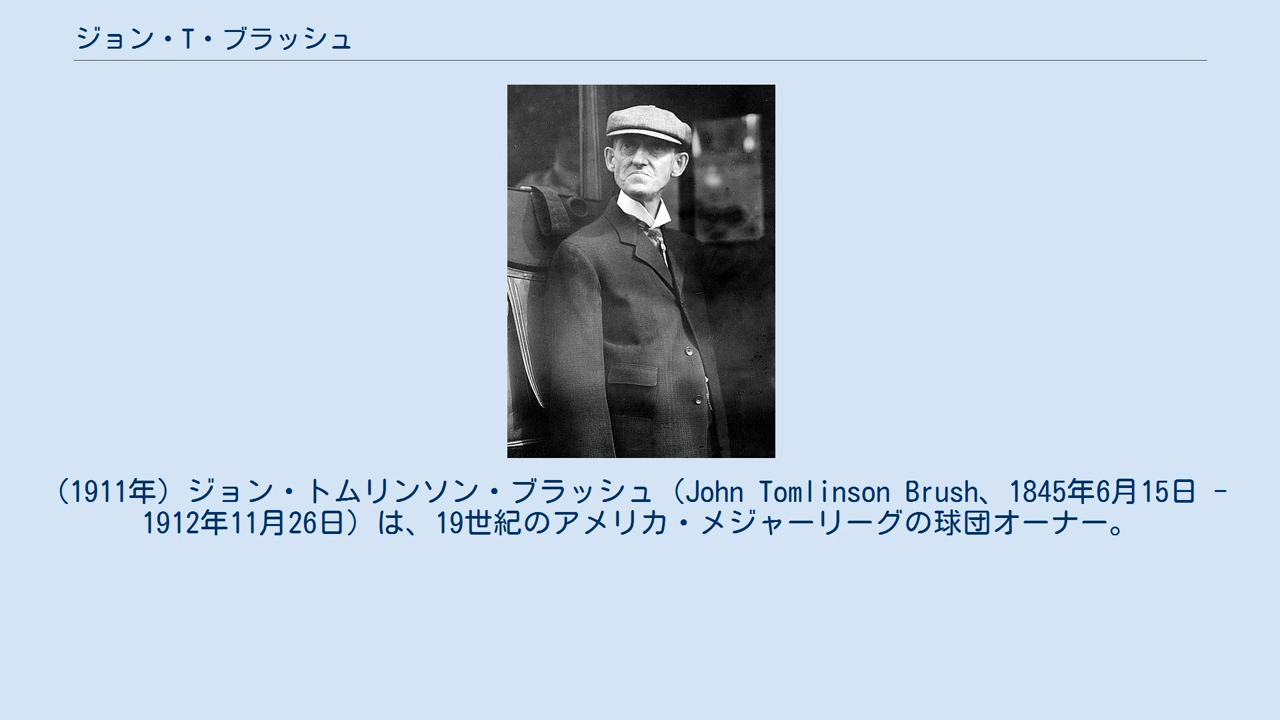 ジョン・T・ブラッシュ
（1911年）ジョン・トムリンソン・ブラッシュ（John Tomlinson Brush、1845年6月15日 -
1912年11月26日）は、19世紀のアメリカ・メジャーリーグの球団オーナー。